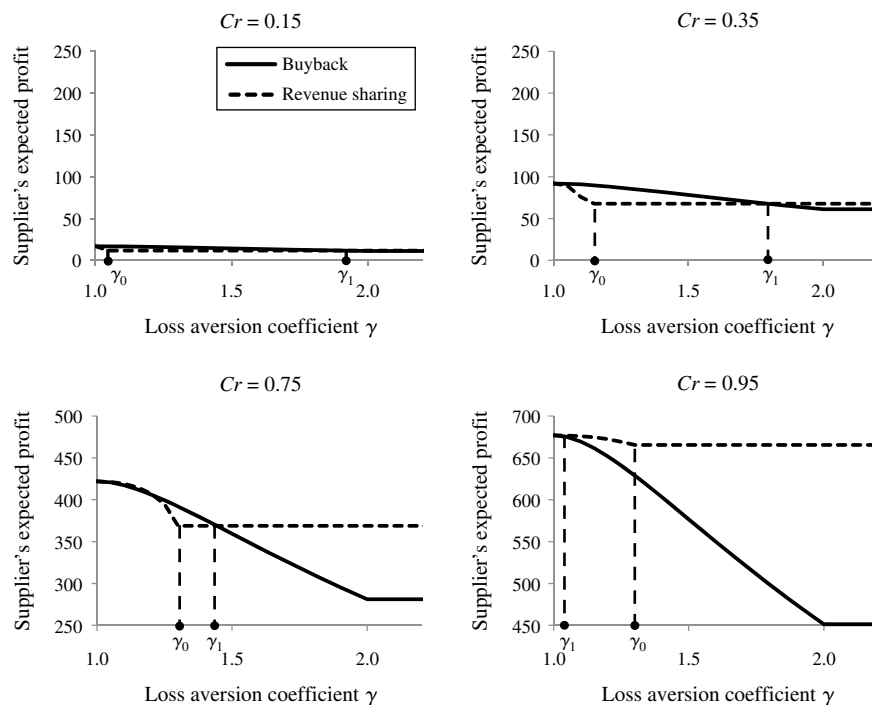 Cr = 0.15
250
200
150
100
50
0
Supplier's expected profit
Buyback
Revenue sharing
γ0
γ1
1.0
1.5
2.0
Loss aversion coefficient γ
Cr = 0.35
250
200
150
100
50
0
Supplier's expected profit
γ0
γ1
1.0
1.5
2.0
Loss aversion coefficient γ
Cr = 0.75
500
450
400
350
300
250
Supplier's expected profit
γ0
γ1
1.0
1.5
2.0
Loss aversion coefficient γ
Cr = 0.95
700
650
600
550
500
450
Supplier's expected profit
γ1
γ0
1.0
1.5
2.0
Loss aversion coefficient γ